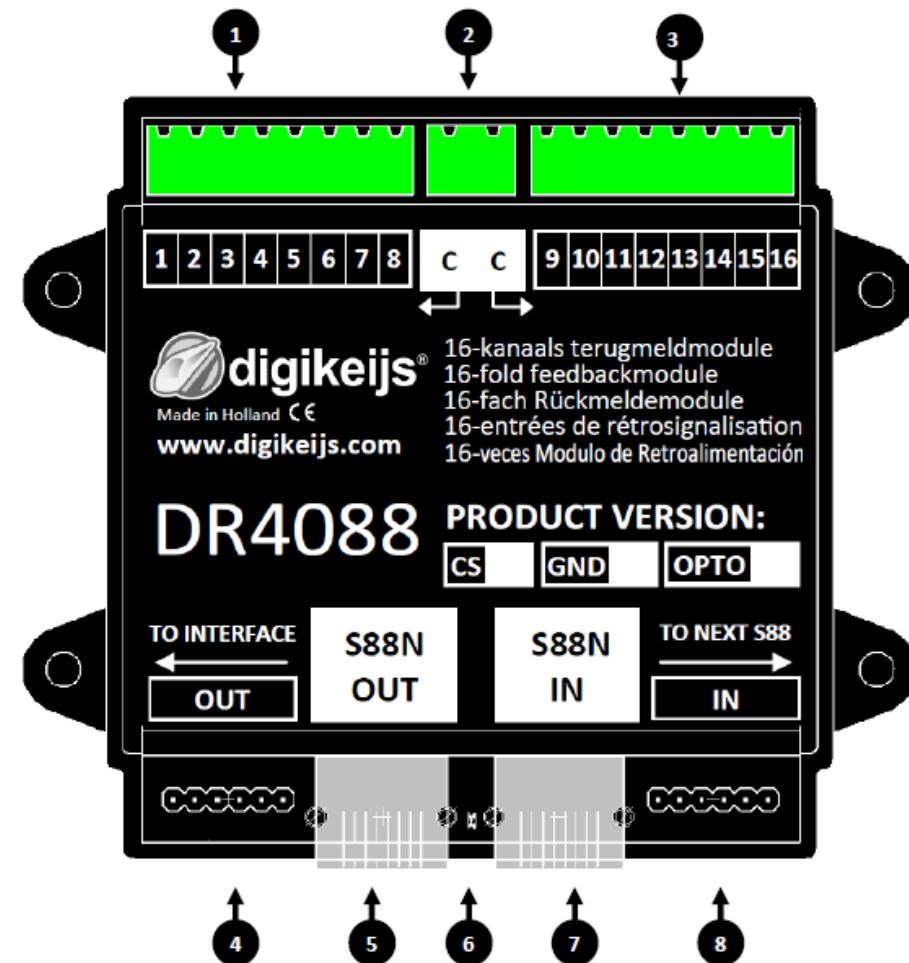 1 2 3
1 2 3 4 5 6 7 8 C C 9 10 11 12 13 14 15 16
digikeijs®
Made in Holland CE
www.digikeijs.com
16-kanaals terugmeldmodule
16-fold feedbackmodule
16-fach Rückmeldemodule
16-entrées de rétrosignalisation
16-veces Modulo de Retroalimentación
DR4088
PRODUCT VERSION:
CS GND OPTO
TO INTERFACE
OUT
S88N
OUT
S88N
IN
TO NEXT S88
IN
4 5 6 7 8